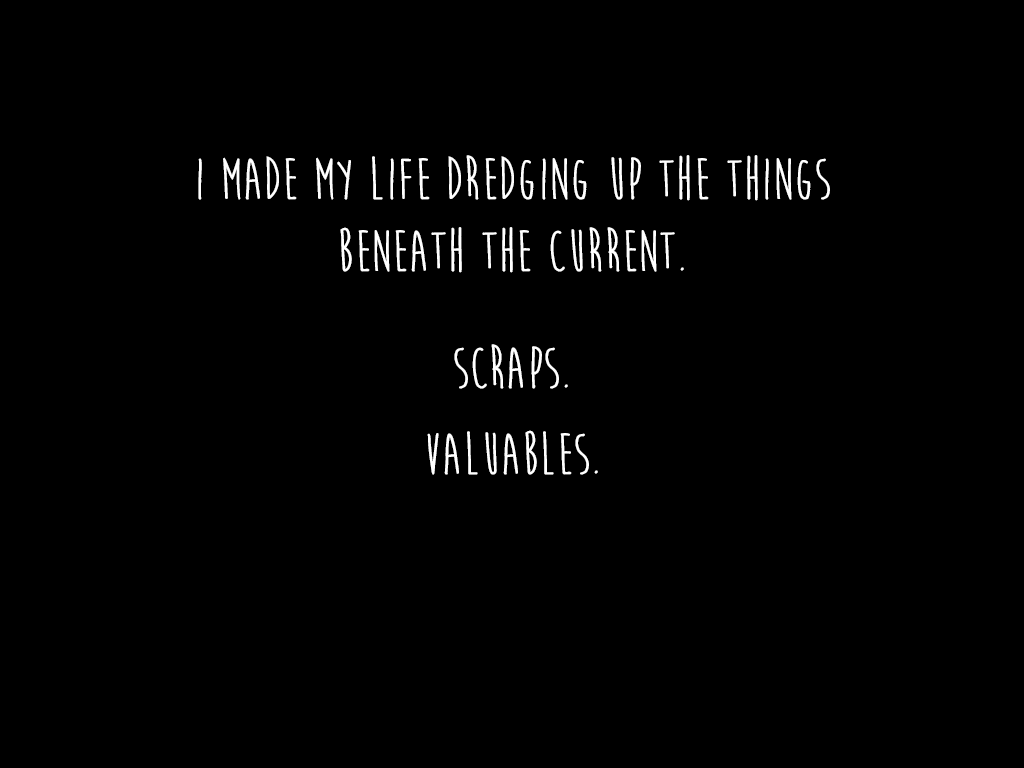 I MADE MY LIFE DREDGING UP THE THINGS
BENEATH THE CURRENT.
SCRAPS.
VALUABLES.